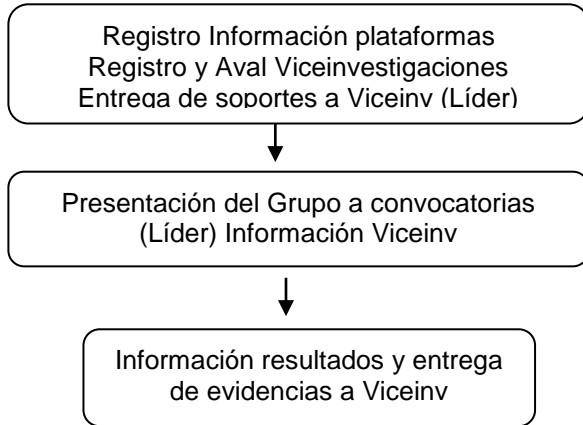 Registro Información plataformas
Registro y Aval Viceinvestigaciones
Entrega de soportes a Viceinv (Líder)
Presentación del Grupo a convocatorias
(Líder) Información Viceinv
Información resultados y entrega
de evidencias a Viceinv